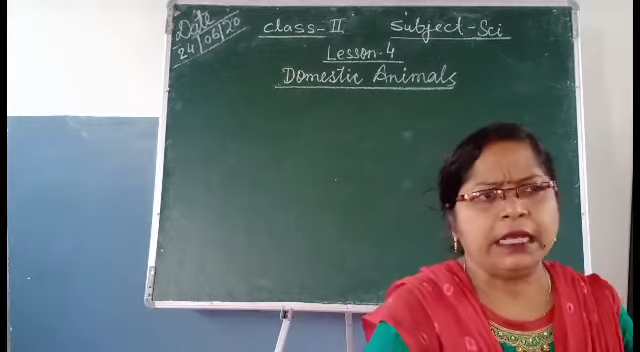 Date
24/06/20
Class-II Subject-Sci
Lesson.4
Domestic Animals